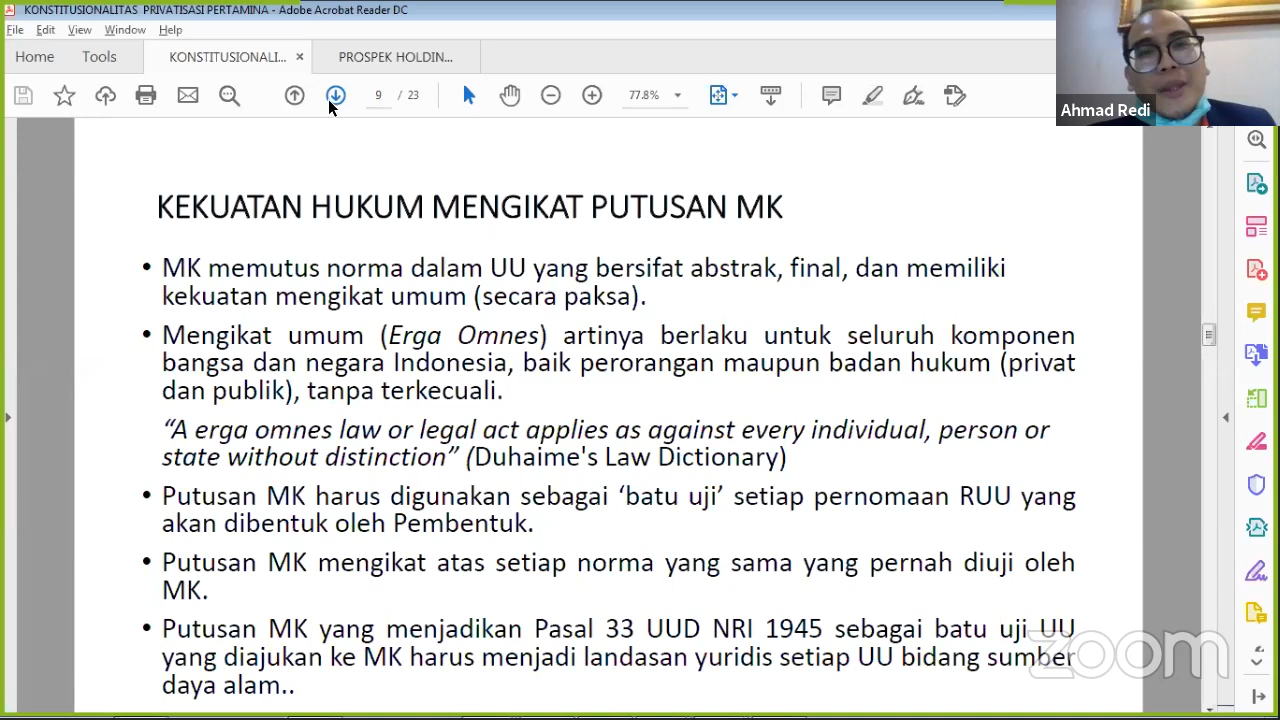 KONSTITUSIONALITAS PRIVATISASI PERTAMINA - Adobe Acrobat Reader DC
File Edit View Window Help
Home Tools KONSTITUSIONALI... × PROSPEK HOLDIN...
9 / 23 77.8%
Ahmad Redi
KEKUATAN HUKUM MENGIKAT PUTUSAN MK
• MK memutus norma dalam UU yang bersifat abstrak, final, dan memiliki
kekuatan mengikat umum (secara paksa).
• Mengikat umum (Erga Omnes) artinya berlaku untuk seluruh komponen
bangsa dan negara Indonesia, baik perorangan maupun badan hukum (privat
dan publik), tanpa terkecuali.
“A erga omnes law or legal act applies as against every individual, person or
state without distinction” (Duhaime's Law Dictionary)
• Putusan MK harus digunakan sebagai ‘batu uji’ setiap pernomaan RUU yang
akan dibentuk oleh Pembentuk.
• Putusan MK mengikat atas setiap norma yang sama yang pernah diuji oleh
MK.
• Putusan MK yang menjadikan Pasal 33 UUD NRI 1945 sebagai batu uji UU
yang diajukan ke MK harus menjadi landasan yuridis setiap UU bidang sumber
daya alam..
zoom